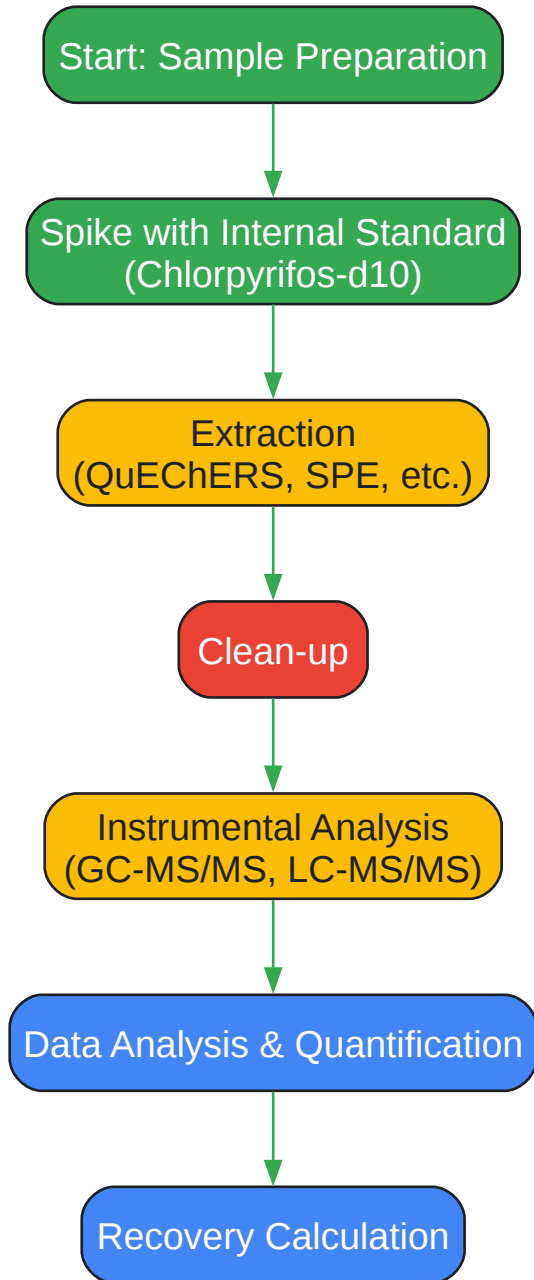 Start: Sample Preparation
Spike with Internal Standard
(Chlorpyrifos-d10)
Extraction
(QuEChERS, SPE, etc.)
Clean-up
Instrumental Analysis
(GC-MS/MS, LC-MS/MS)
Data Analysis & Quantification
Recovery Calculation